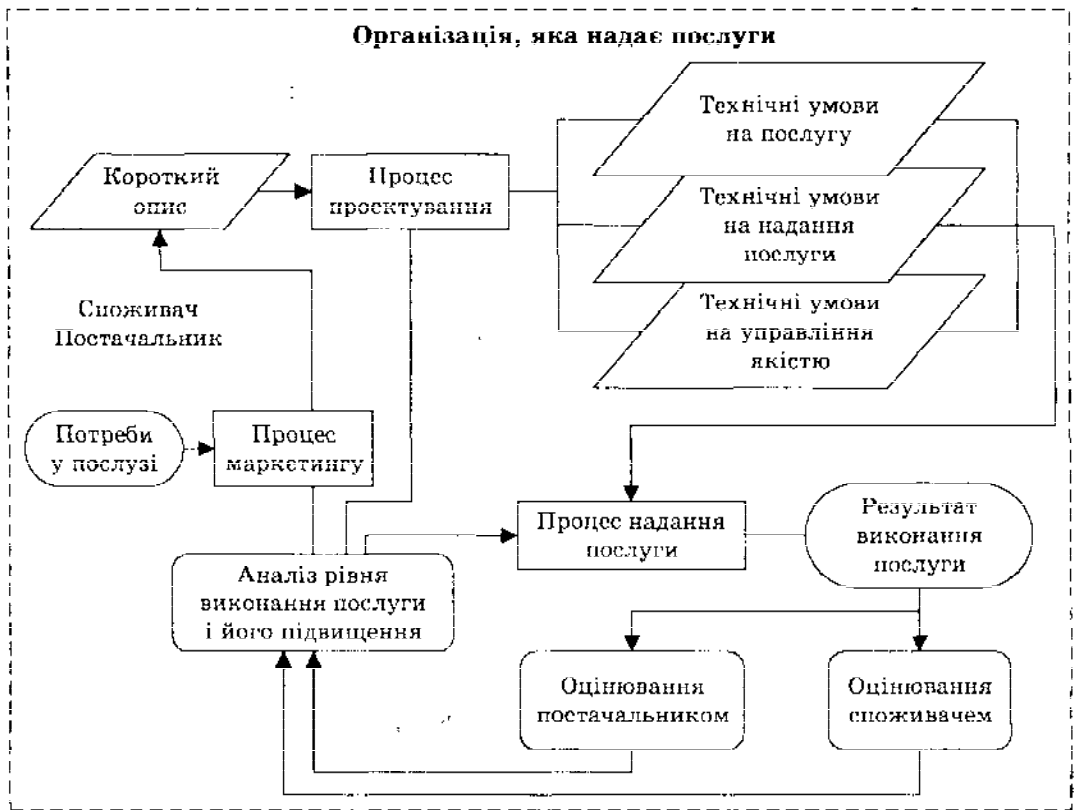 Організація, яка надає послуги
Технічні умови
на послугу
Короткий
опис
Процес
проектування
Технічні умови
на надання
послуги
Споживач
Постачальник
Технічні умови
на управління
якістю
Потреби
у послузі
Процес
маркетингу
Процес надання
послуги
Результат
виконання
послуги
Аналіз рівня
виконання послуги
і його підвищення
Оцінювання
постачальником
Оцінювання
споживачем